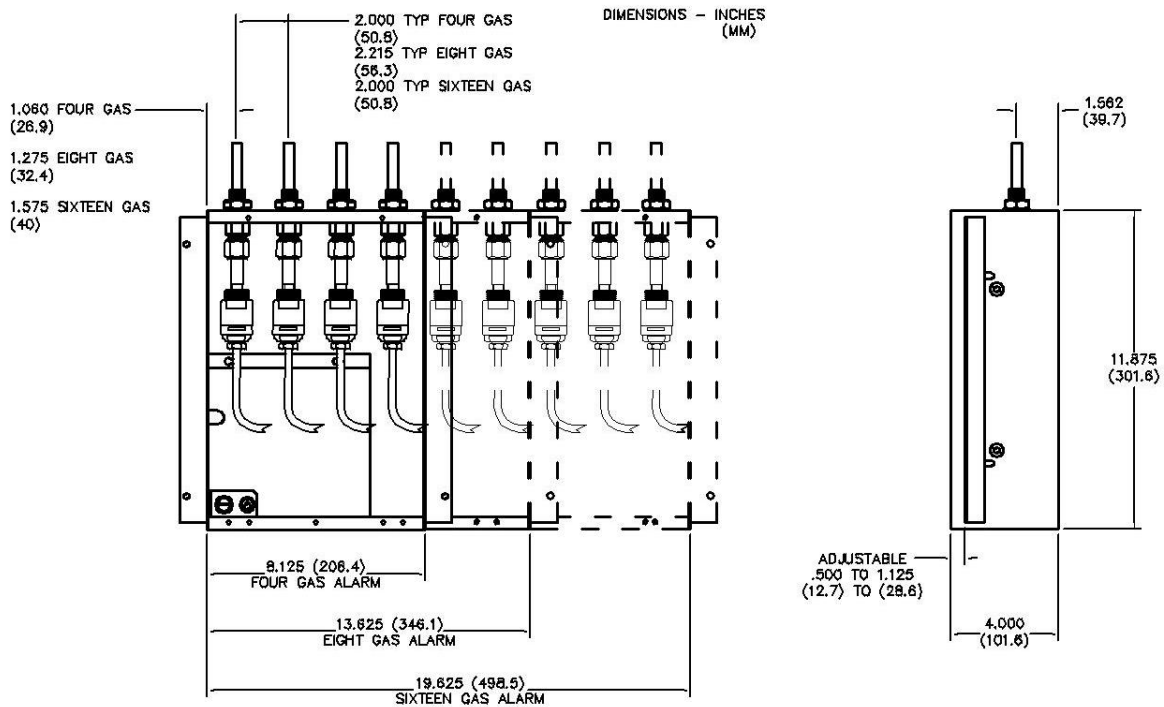 DIMENSIONS - INCHES
(MM)
2.000 TYP FOUR GAS
(50.8)
2.215 TYP EIGHT GAS
(56.3)
2.000 TYP SIXTEEN GAS
(50.8)
1.060 FOUR GAS
(26.9)
1.275 EIGHT GAS
(32.4)
1.575 SIXTEEN GAS
(40)
1.562
(39.7)
11.875
(301.6)
8.125 (206.4)
FOUR GAS ALARM
13.625 (346.1)
EIGHT GAS ALARM
19.625 (498.5)
SIXTEEN GAS ALARM
ADJUSTABLE
.500 TO 1.125
(12.7) TO (28.6)
4.000
(101.6)